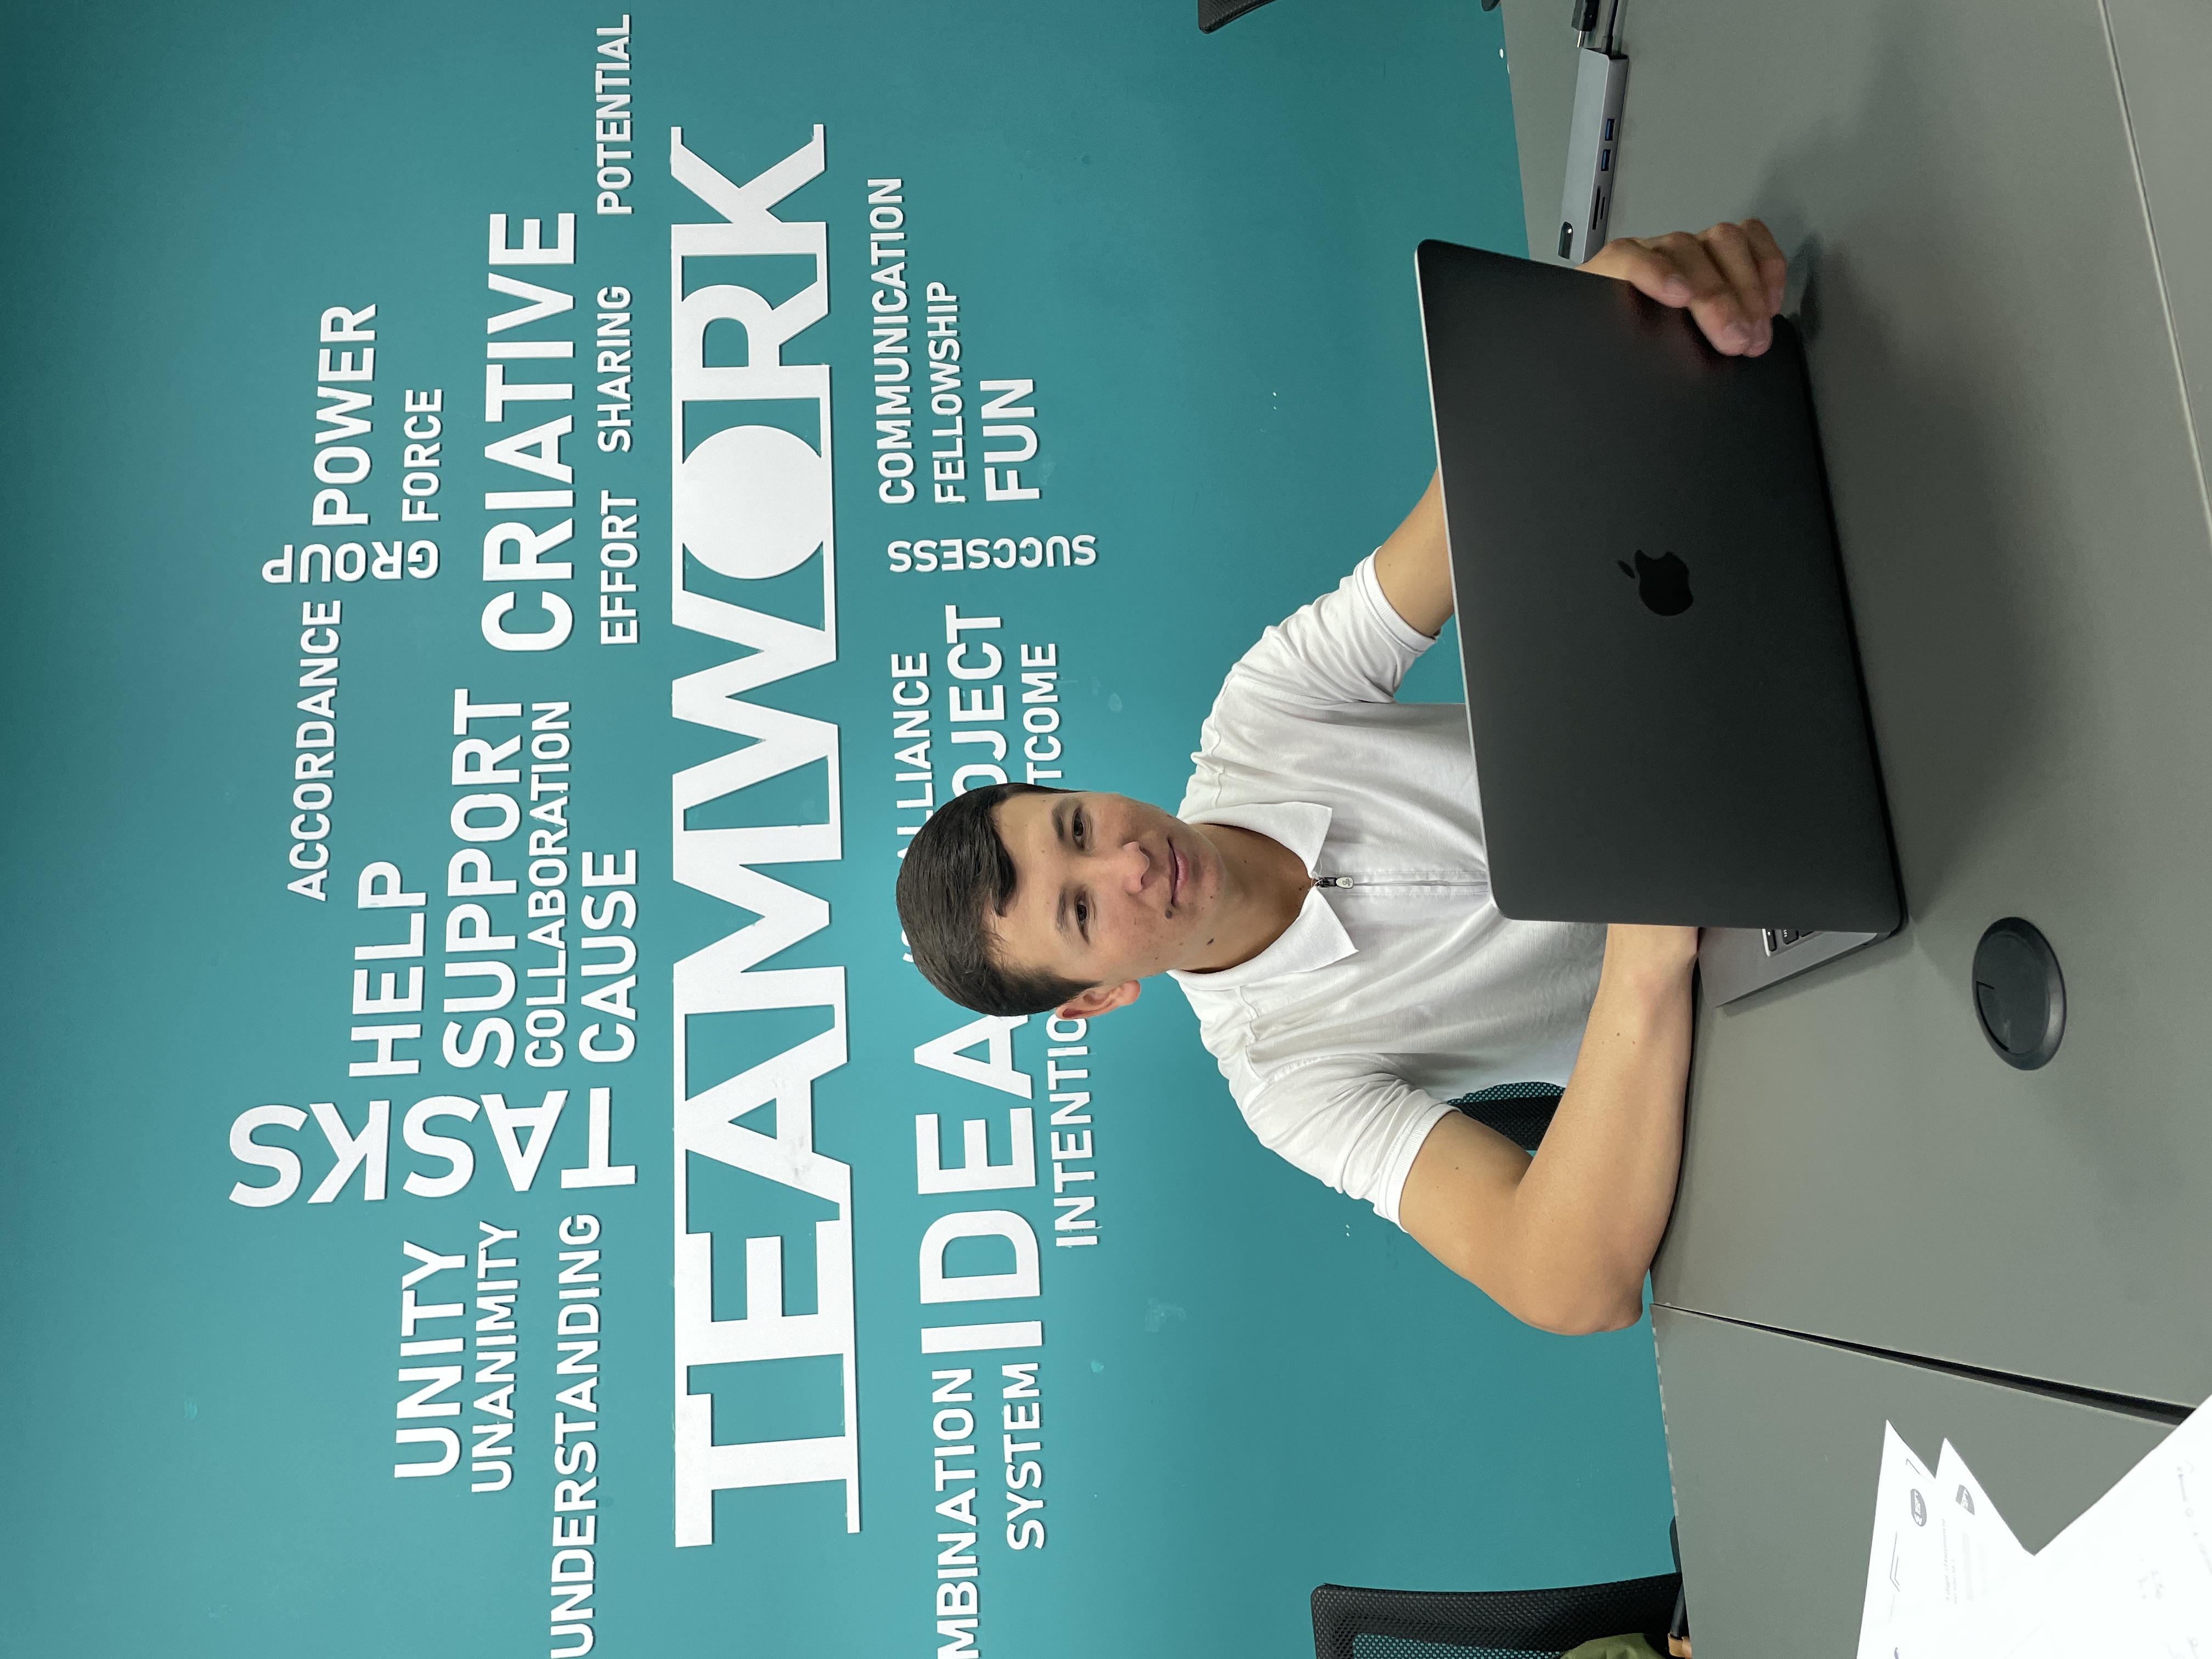 TASKS
ACCORDANCE
GROUP
POWER
HELP
FORCE
UNITY
UNANIMITY
SUPPORT
CRIATIVE
UNDERSTANDING
COLLABORATION
CAUSE
EFFORT SHARING POTENTIAL
TEAMWORK
MBINATION
SYSTEM
IDEA
INTENTIO
LLIANCE
OJECT
TCOME
SUCCSESS
COMMUNICATION
FELLOWSHIP
FUN